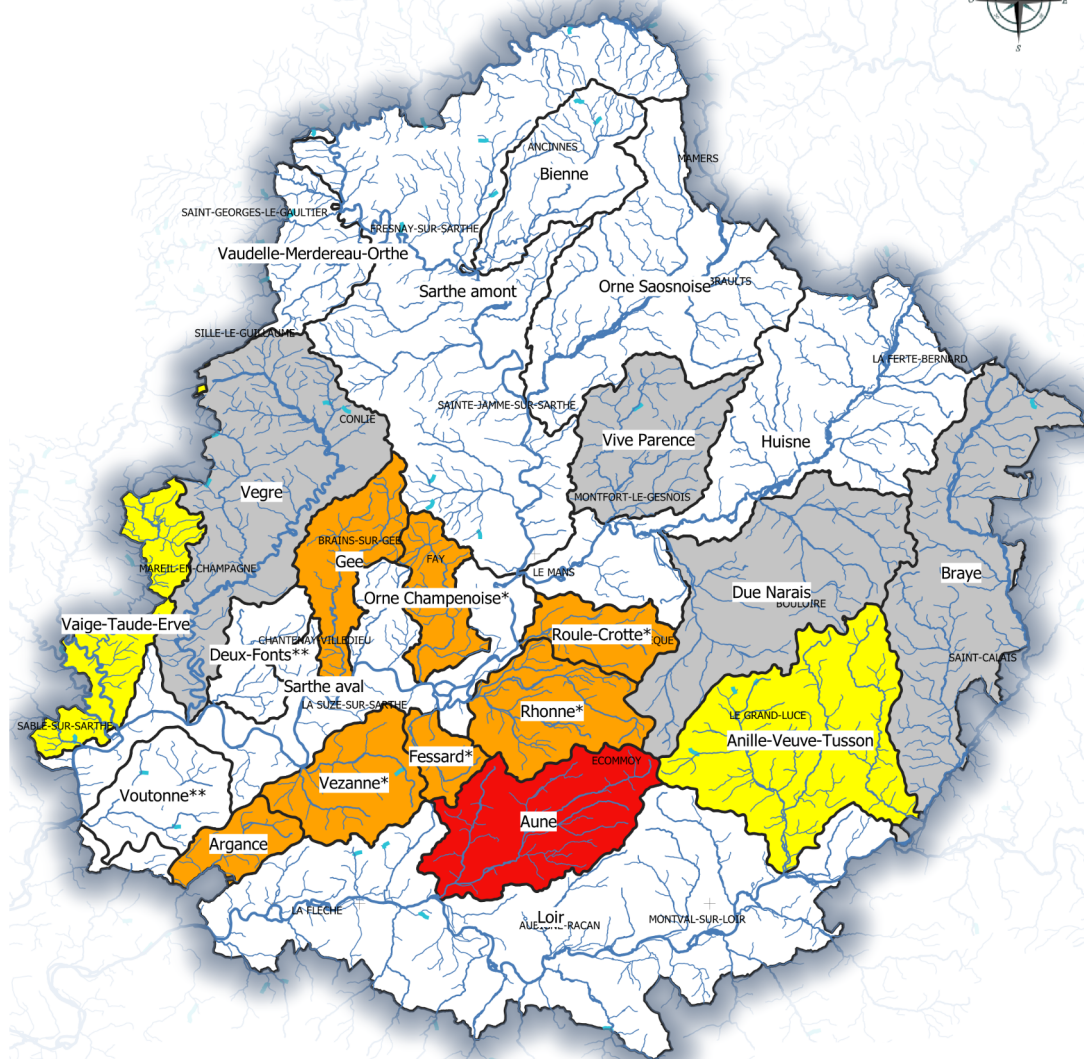 S
ANCINNES
Bienne
MAMERS
SAINT-GEORGES-LE-GAULTIER
FRESNAY-SUR-SARTHE
Vaudelle-Merdereau-Orthe
Sarthe amont
Orne Saosnoise
SILLE-LE-GUILLAUME
LA FERTE-BERNARD
SAINTE-JAMME-SUR-SARTHE
CONLIE
Vive Parence
Huisne
Vegre
MONTFORT-LE-GESNOIS
BRAINS-SUR-GEE
FAY
Gee
MAREIL-EN-CHAMPAGNE
LE MANS
Braye
Due Narais
Orne Champenoise*
BOULOIRE
Vaige-Taude-Erve
Roule-Crotte*
CHANTENAY-VILLEDIEU
Deux-Fonts**
SAINT-CALAIS
Sarthe aval
LA SUZE-SUR-SARTHE
Rhonne*
LE GRAND-LUCE
SABLE-SUR-SARTHE
Anille-Veuve-Tusson
Fessard*
ECOMMOY
Vezanne*
Voutonne**
Aune
Argance
LA FLECHE
Loir
MONTVAL-SUR-LOIR